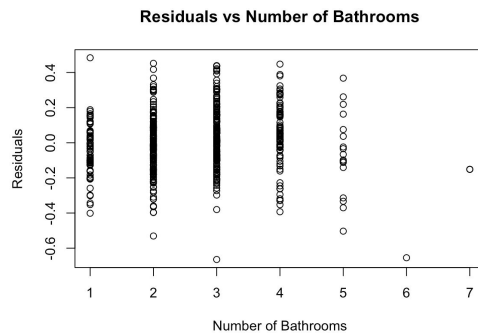 Residuals vs Number of Bathrooms
0.4
0.2
0.0
-0.2
-0.4
-0.6
Residuals
1 2 3 4 5 6 7
Number of Bathrooms